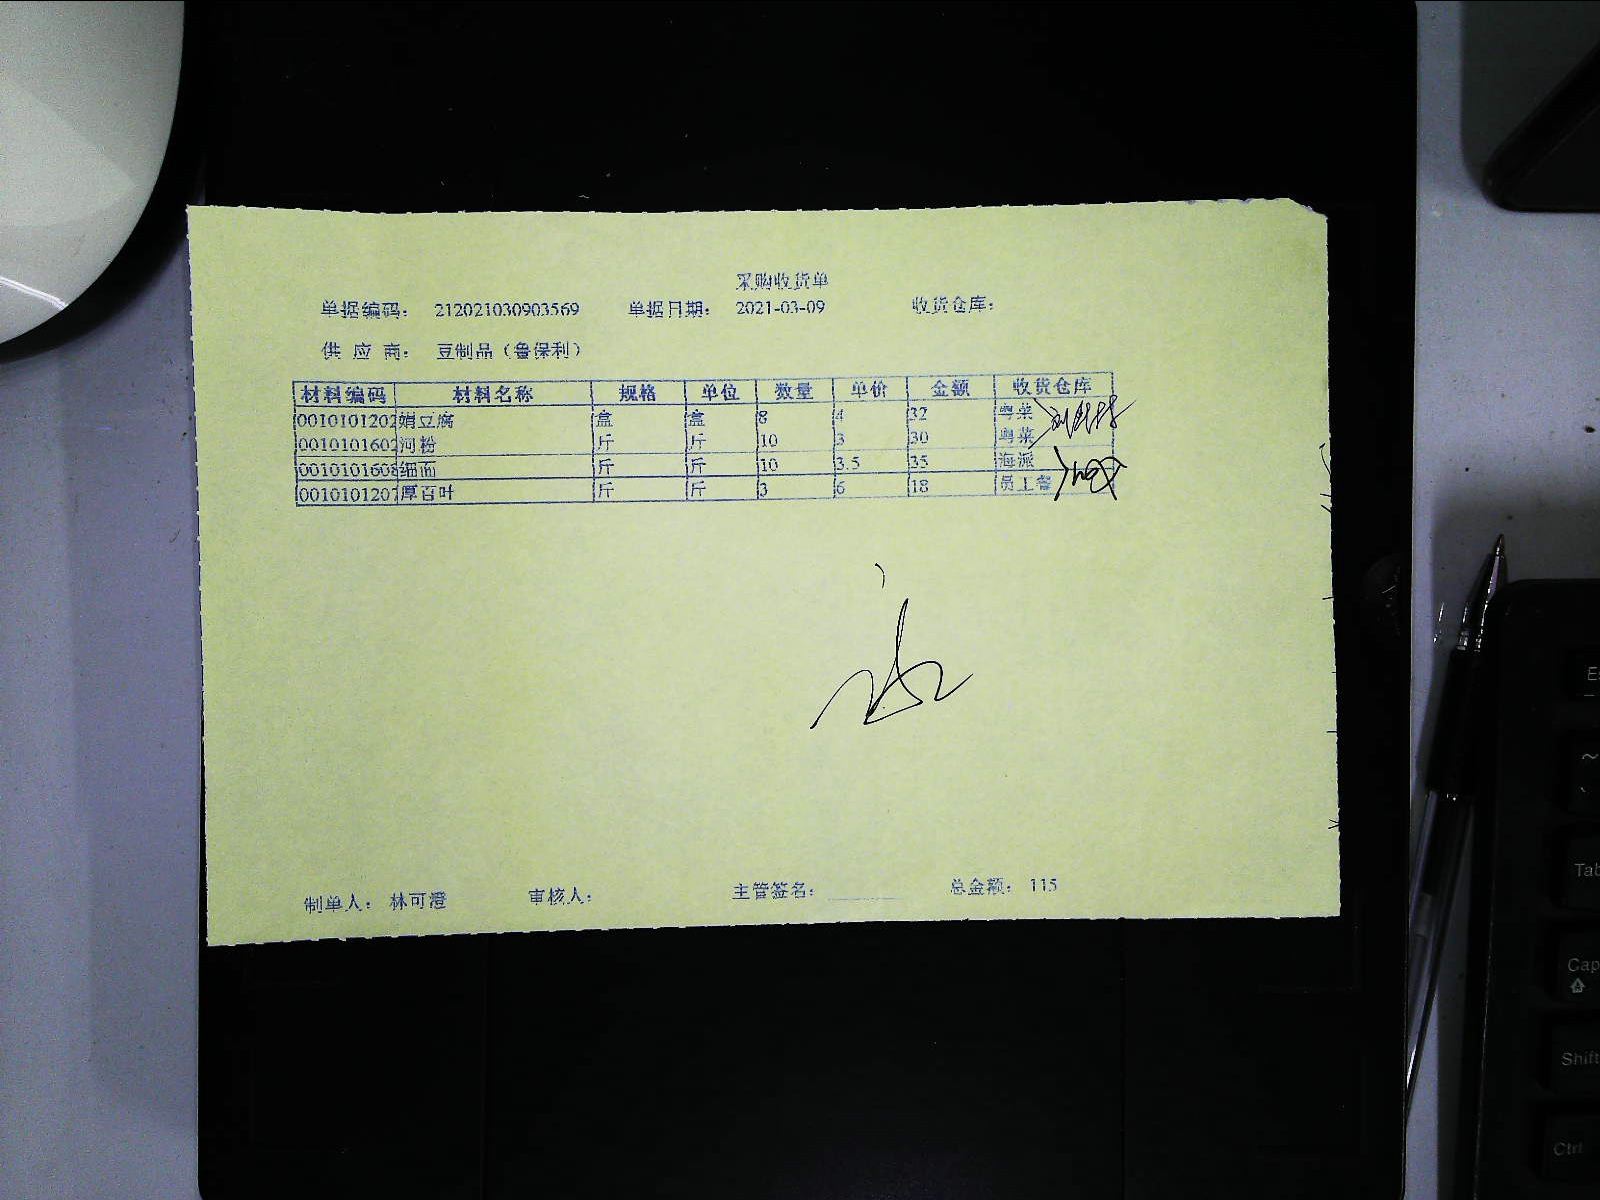 采购收货单
单据编码： 212021030903569 单据日期： 2021-03-09 收货仓库：
供 应 商： 豆制品（鲁保利）
材料编码 材料名称 规格 单位 数量 单价 金额 收货仓库
0010101202 娟豆腐 盒 盒 8 4 32 粤菜
0010101602 河粉 斤 斤 10 3 30 粤菜
0010101608 细面 斤 斤 10 3.5 35 海派
0010101207 厚百叶 斤 斤 3 6 18 员工餐
制单人： 林可澄 审核人： 主管签名： 总金额： 115
Tab
Shift
Ctrl